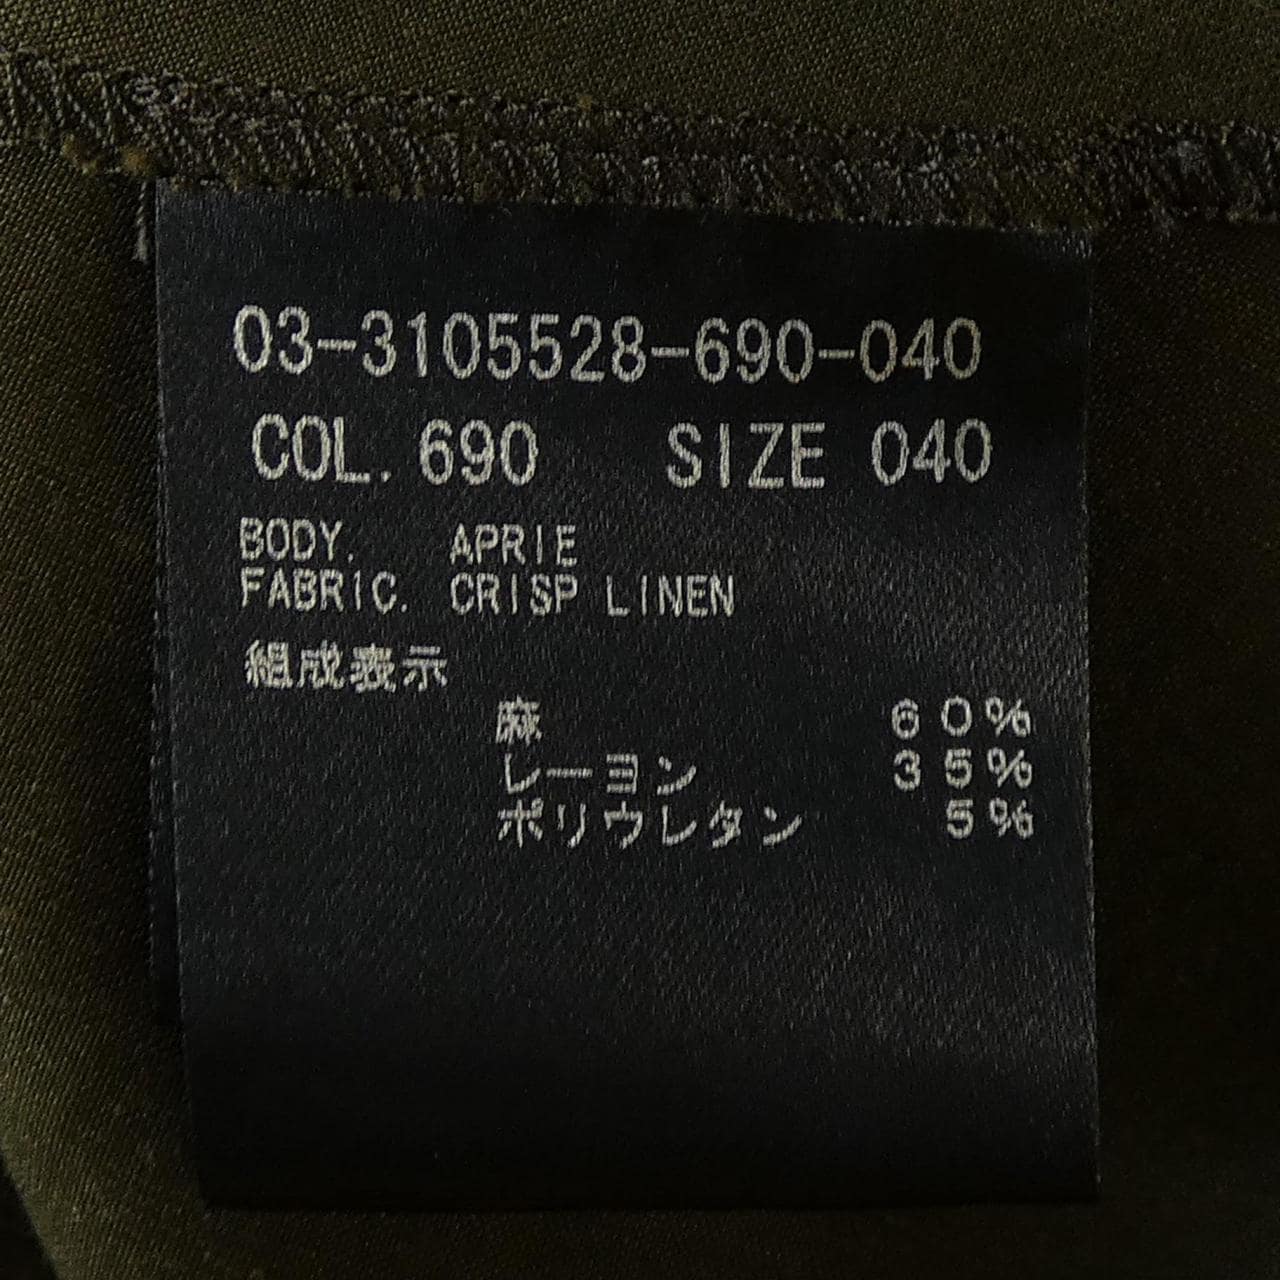 03-3105528-690-040
COL. 690 SIZE 040
BODY. APRIE
FABRIC. CRISP LINEN
組成表示
麻 60%
レーヨン 35%
ポリウレタン 5%